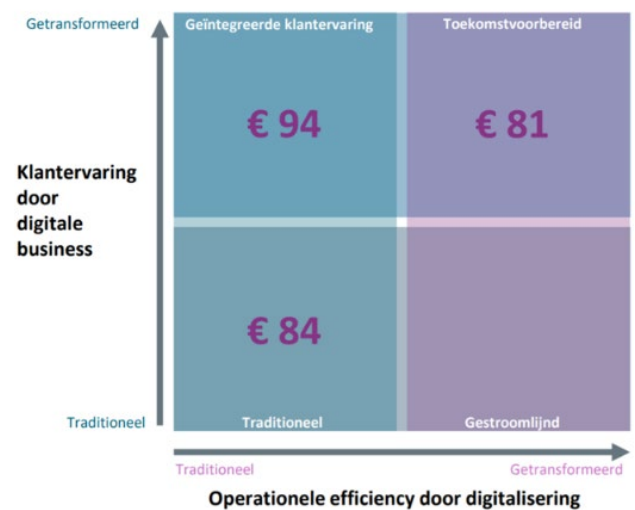 Getransformeerd
Geïntegreerde klantervaring
Toekomstvoorbereid
€ 94
€ 81
Klantervaring
door
digitale
business
€ 84
Traditioneel
Traditioneel
Gestroomlijnd
Traditioneel
Getransformeerd
Operationele efficiency door digitalisering